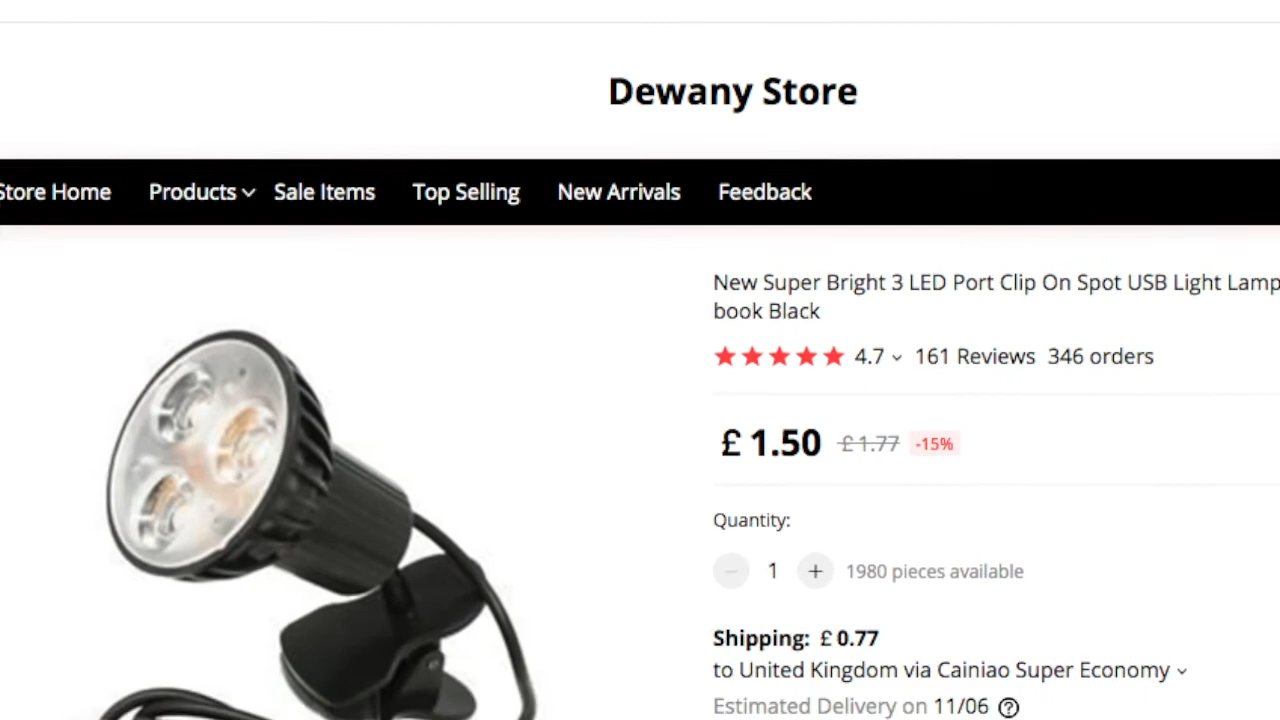 Dewany Store
Store Home Products Sale Items Top Selling New Arrivals Feedback
New Super Bright 3 LED Port Clip On Spot USB Light Lamp
book Black
4.7 161 Reviews 346 orders
£ 1.50 £ 1.77 -15%
Quantity:
1 + 1980 pieces available
Shipping: £ 0.77
to United Kingdom via Cainiao Super Economy
Estimated Delivery on 11/06 ?